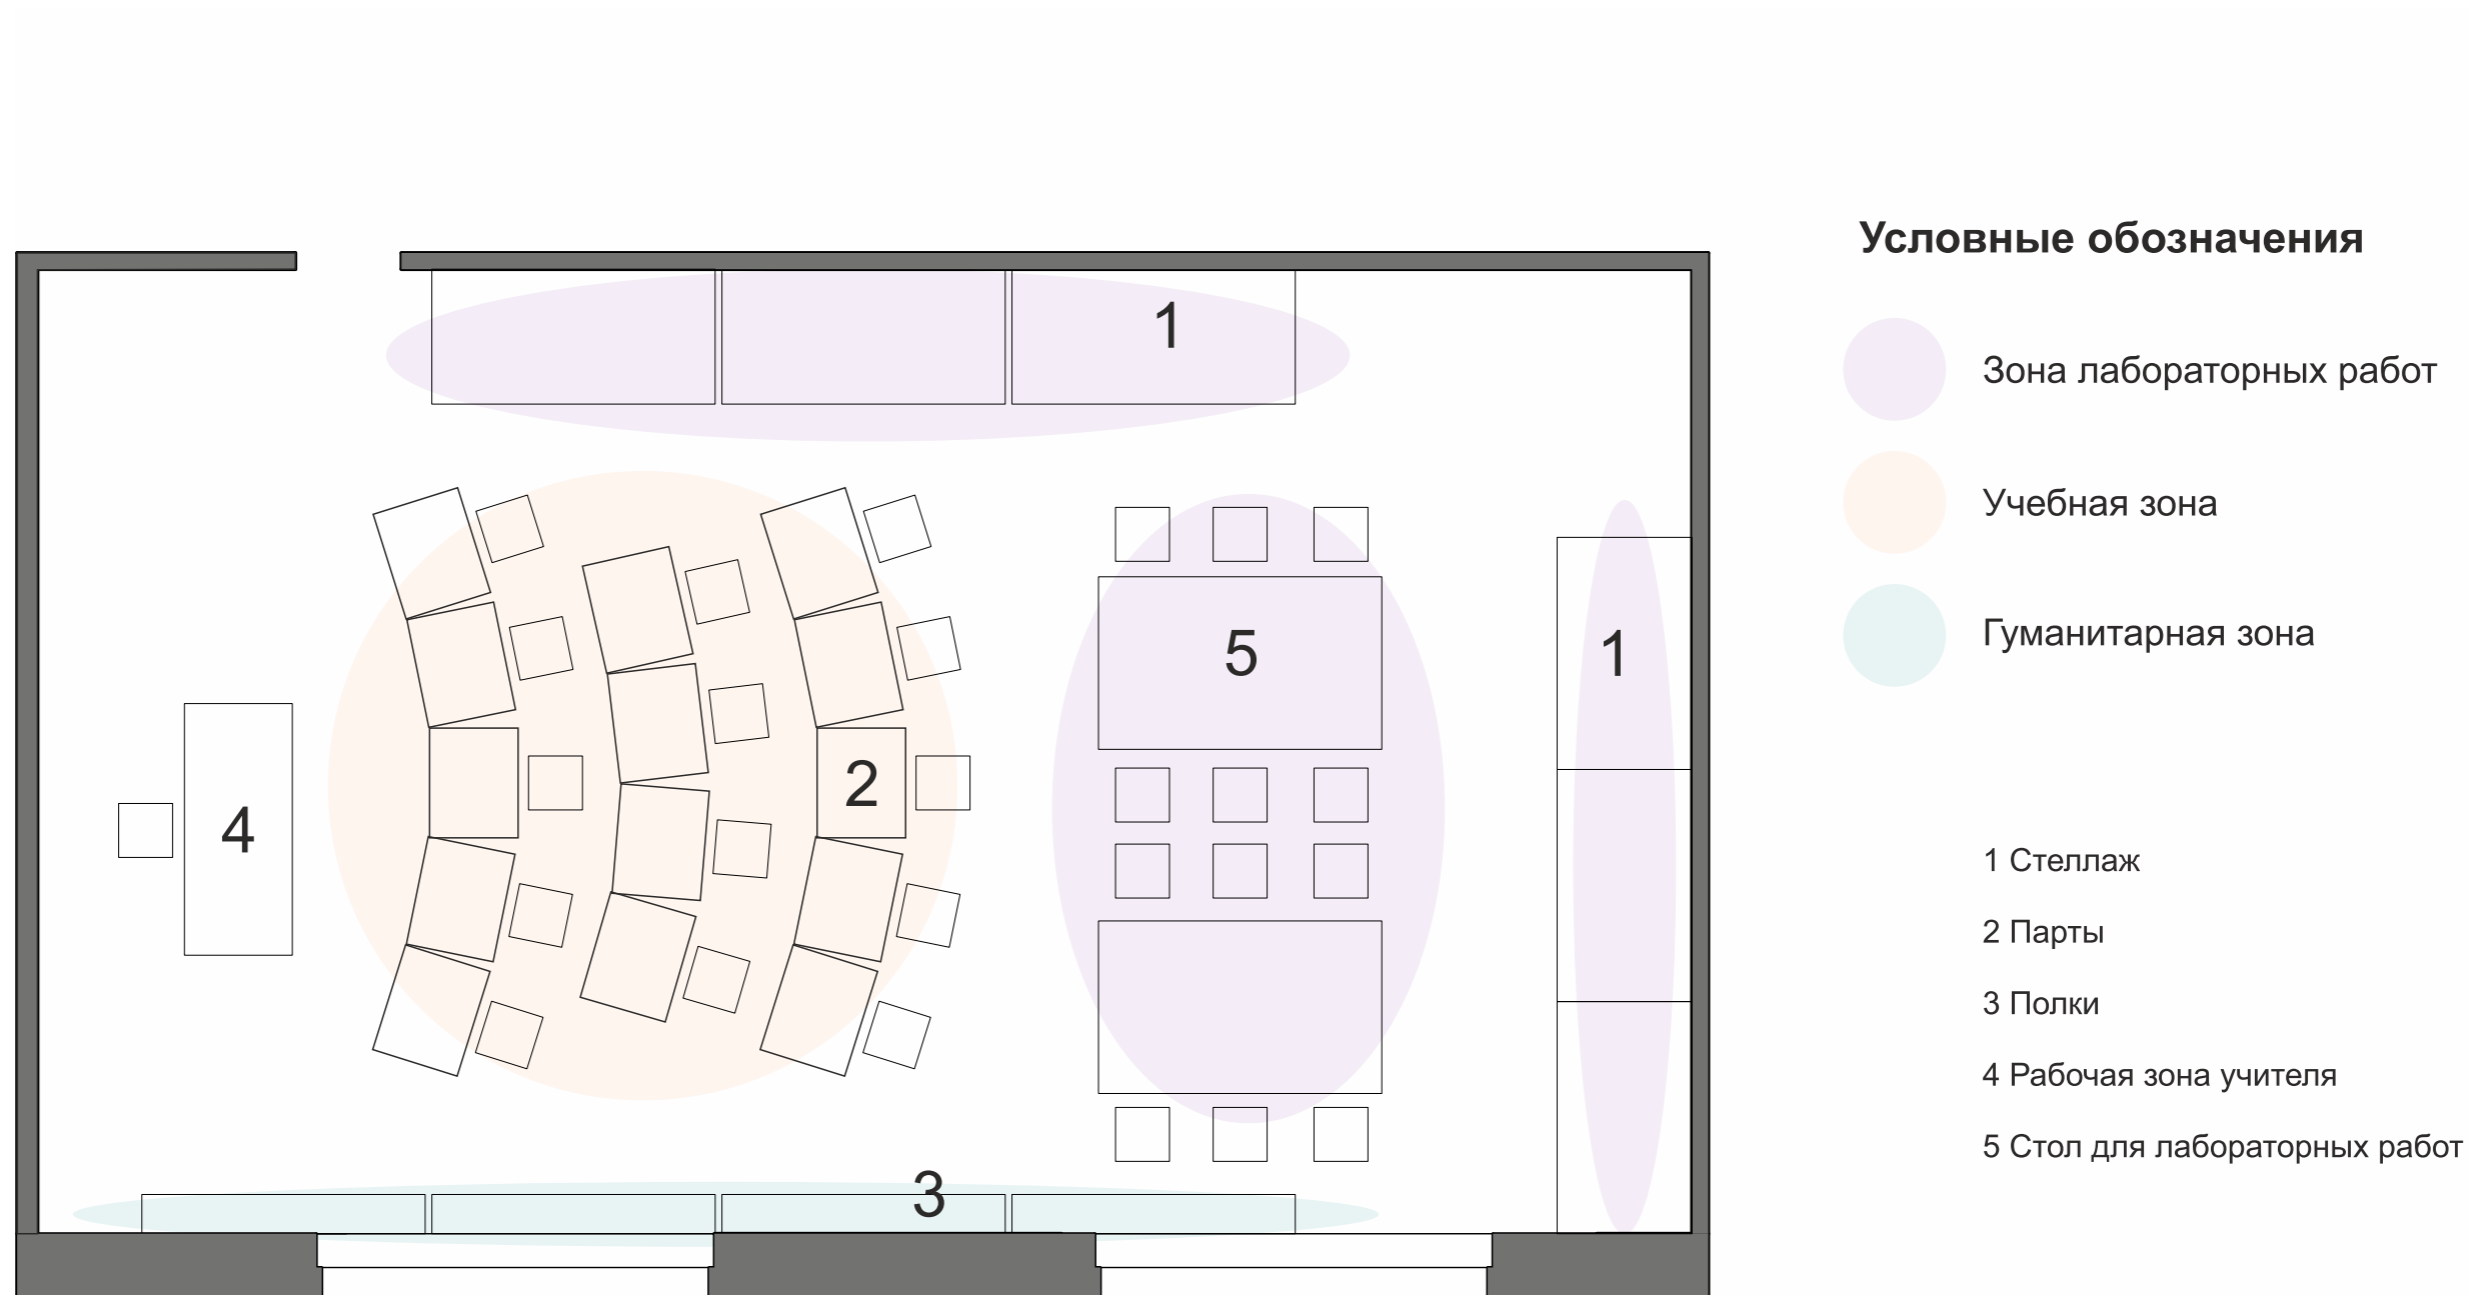 Условные обозначения
1
Зона лабораторных работ
Учебная зона
Гуманитарная зона
5
1
2
4
3
1 Стеллаж
2 Парты
3 Полки
4 Рабочая зона учителя
5 Стол для лабораторных работ